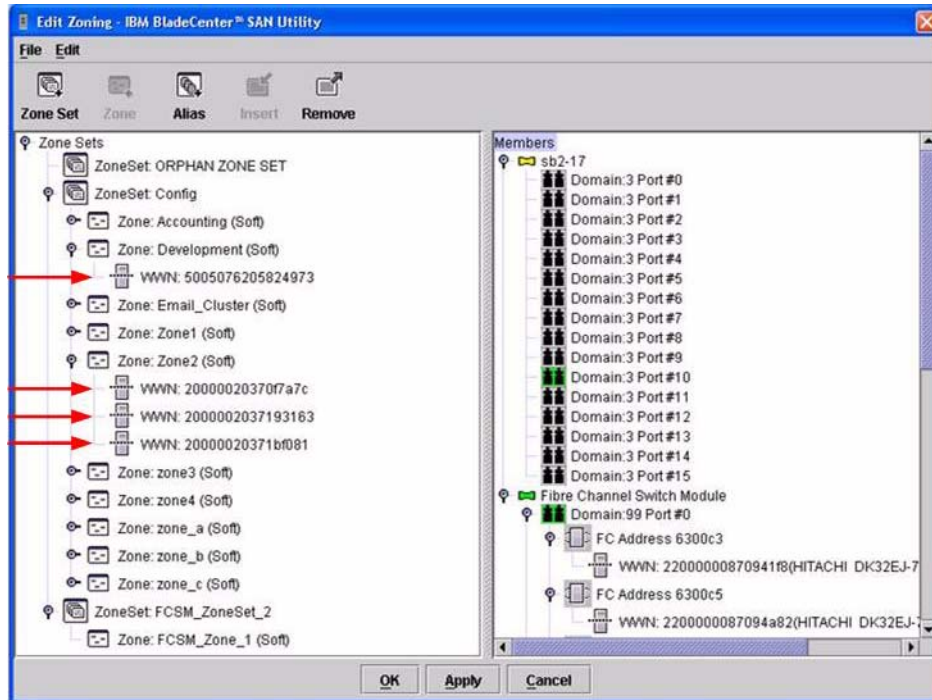 Edit Zoning - IBM BladeCenter™ SAN Utility
File Edit
Zone Set Zone Alias Insert Remove
Zone Sets
ZoneSet: ORPHAN ZONE SET
ZoneSet: Config
Zone: Accounting (Soft)
Zone: Development (Soft)
WWN: 5005076205824973
Zone: Email_Cluster (Soft)
Zone: Zone1 (Soft)
Zone: Zone2 (Soft)
WWN: 20000020370f7a7c
WWN: 2000002037193163
WWN: 20000020371bf081
Zone: zone3 (Soft)
Zone: zone4 (Soft)
Zone: zone_a (Soft)
Zone: zone_b (Soft)
Zone: zone_c (Soft)
ZoneSet: FCSM_ZoneSet_2
Zone: FCSM_Zone_1 (Soft)
Members
sb2-17
Domain:3 Port #0
Domain:3 Port #1
Domain:3 Port #2
Domain:3 Port #3
Domain:3 Port #4
Domain:3 Port #5
Domain:3 Port #6
Domain:3 Port #7
Domain:3 Port #8
Domain:3 Port #9
Domain:3 Port #10
Domain:3 Port #11
Domain:3 Port #12
Domain:3 Port #13
Domain:3 Port #14
Domain:3 Port #15
Fibre Channel Switch Module
Domain:99 Port #0
FC Address 6300c3
WWN: 22000000870941f8(HITACHI DK32EJ-7
FC Address 6300c5
WWN: 2200000087094a82(HITACHI DK32EJ-7
OK Apply Cancel